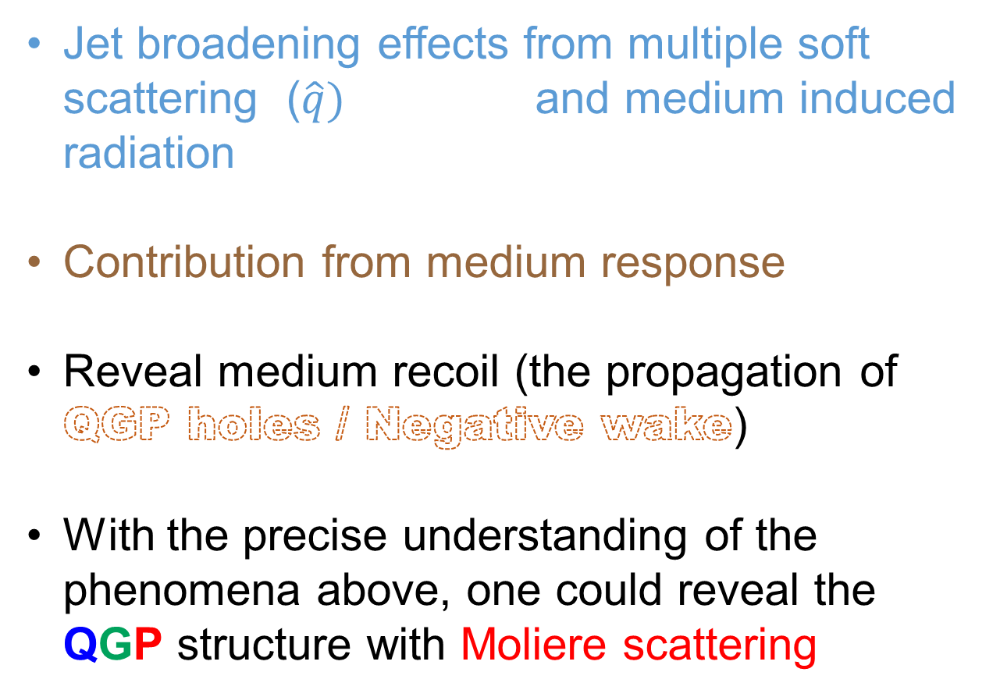 • Jet broadening effects from multiple soft
scattering (q̂) and medium induced
radiation
• Contribution from medium response
• Reveal medium recoil (the propagation of
QGP holes / Negative wake)
• With the precise understanding of the
phenomena above, one could reveal the
QGP structure with Moliere scattering